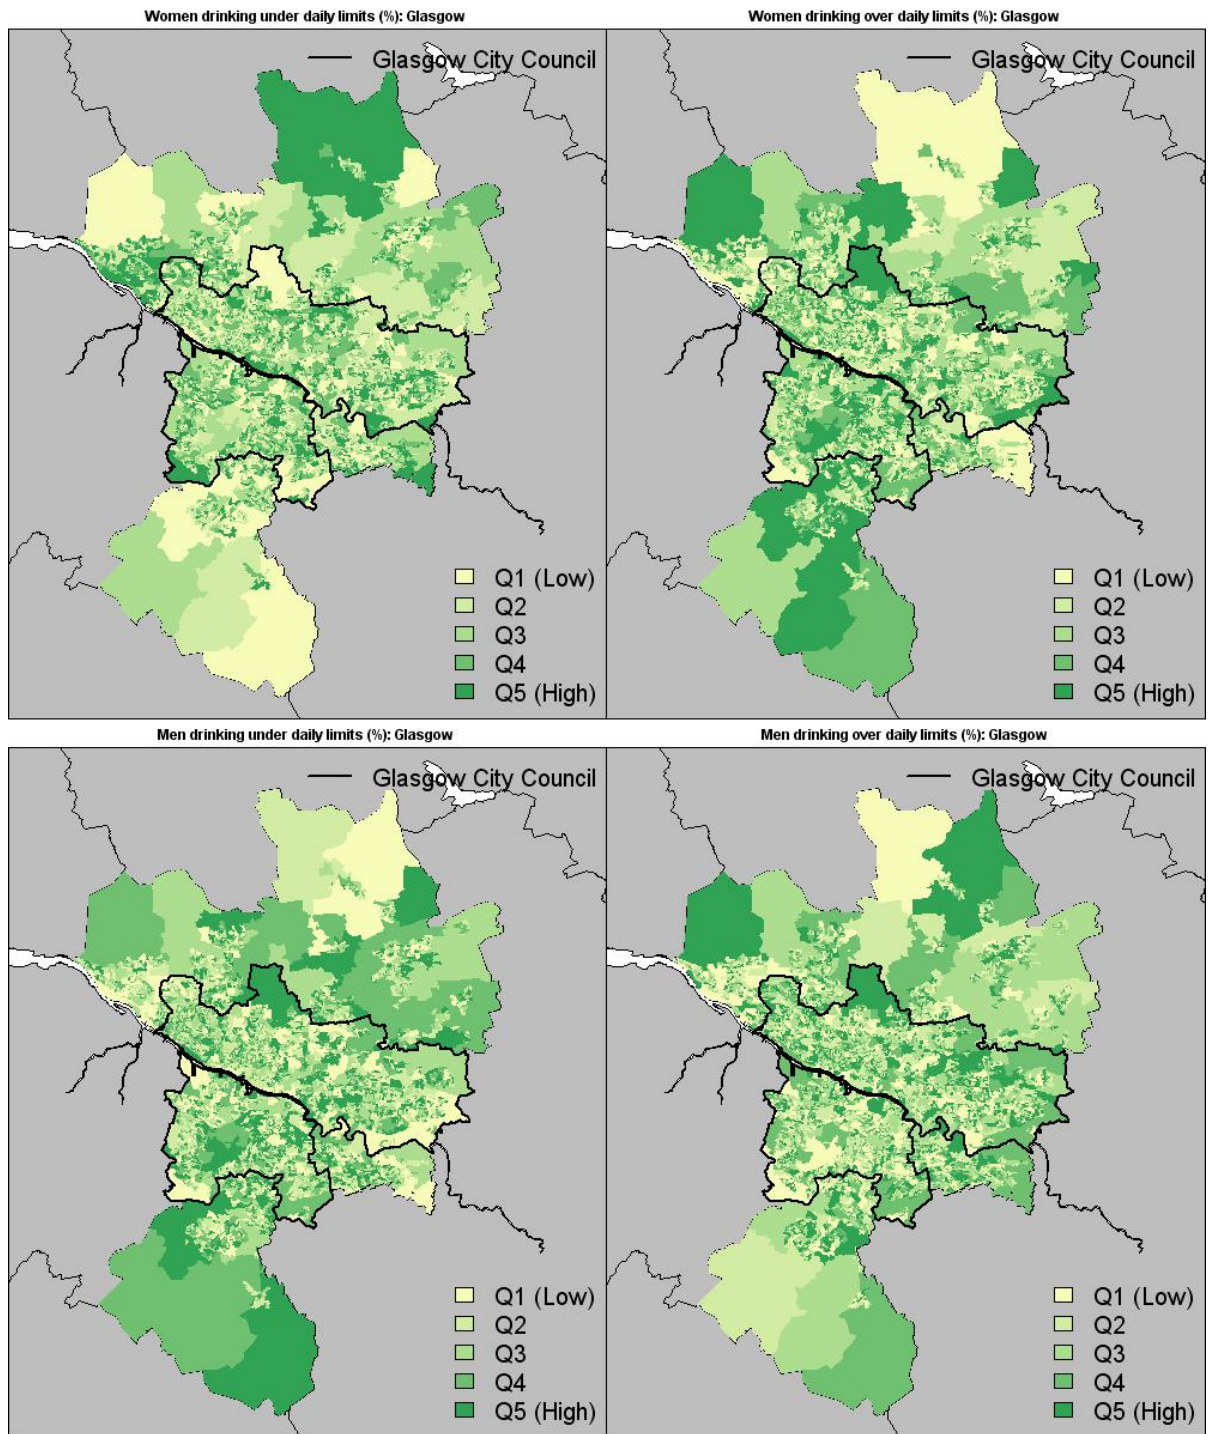 Women drinking under daily limits (%): Glasgow
Glasgow City Council
Q1 (Low)
Q2
Q3
Q4
Q5 (High)
Women drinking over daily limits (%): Glasgow
Glasgow City Council
Q1 (Low)
Q2
Q3
Q4
Q5 (High)
Men drinking under daily limits (%): Glasgow
Glasgow City Council
Q1 (Low)
Q2
Q3
Q4
Q5 (High)
Men drinking over daily limits (%): Glasgow
Glasgow City Council
Q1 (Low)
Q2
Q3
Q4
Q5 (High)